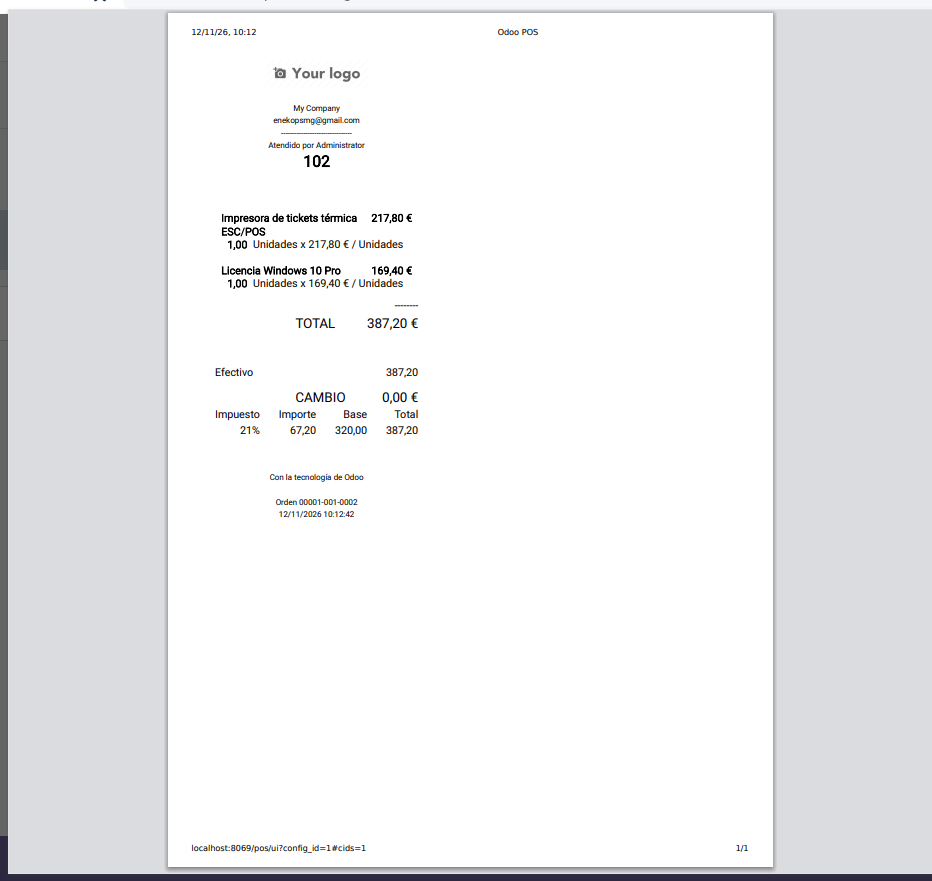 12/11/26, 10:12 Odoo POS
Your logo
My Company
enekopsmg@gmail.com
--------------------------------
Atendido por Administrator
102
Impresora de tickets térmica 217,80 €
ESC/POS
1,00 Unidades x 217,80 € / Unidades
Licencia Windows 10 Pro 169,40 €
1,00 Unidades x 169,40 € / Unidades
--------
TOTAL 387,20 €
Efectivo 387,20
CAMBIO 0,00 €
Impuesto Importe Base Total
21% 67,20 320,00 387,20
Con la tecnología de Odoo
Orden 00001-001-0002
12/11/2026 10:12:42
localhost:8069/pos/ui?config_id=1#cids=1 1/1